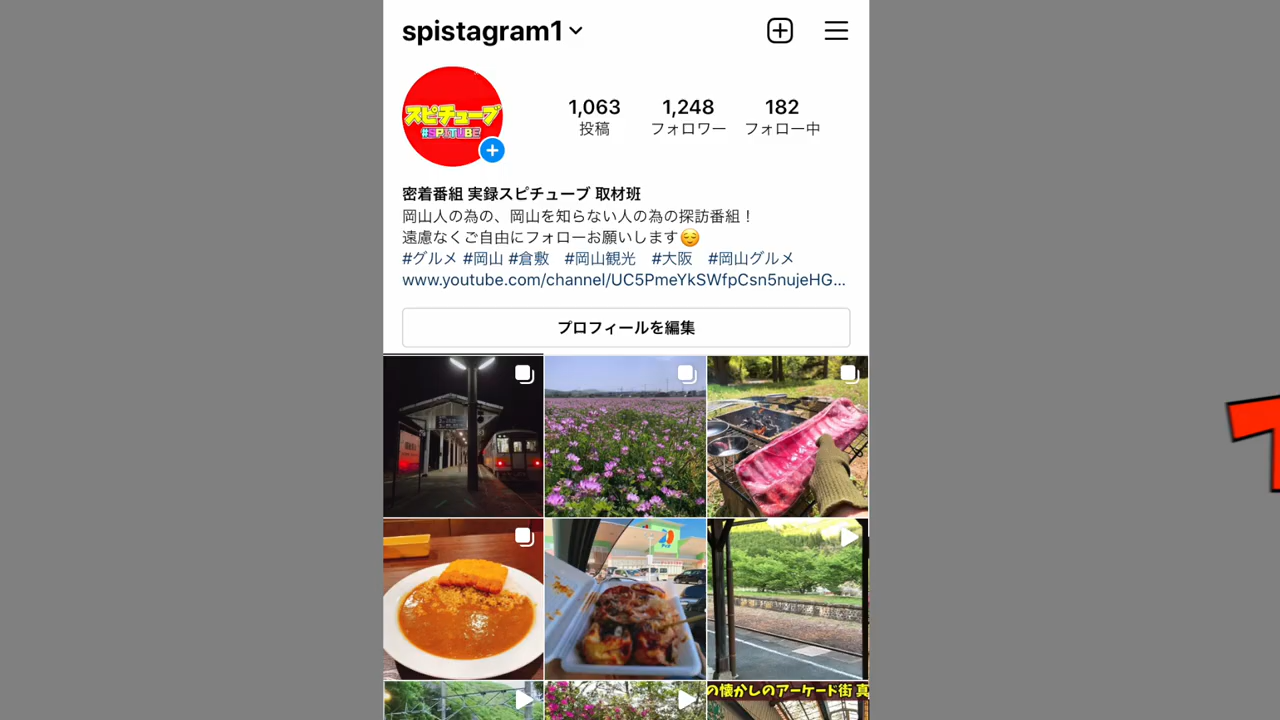 spistagram1
スピチューブ
#SPITUBE
1,063
投稿
1,248
フォロワー
182
フォロー中
密着番組 実録スピチューブ 取材班
岡山人の為の、岡山を知らない人の為の探訪番組！
遠慮なくご自由にフォローお願いします😌
#グルメ #岡山 #倉敷 #岡山観光 #大阪 #岡山グルメ
www.youtube.com/channel/UC5PmeYkSWfpCsn5nujeHG...
プロフィールを編集
の懐かしのアーケード街 真